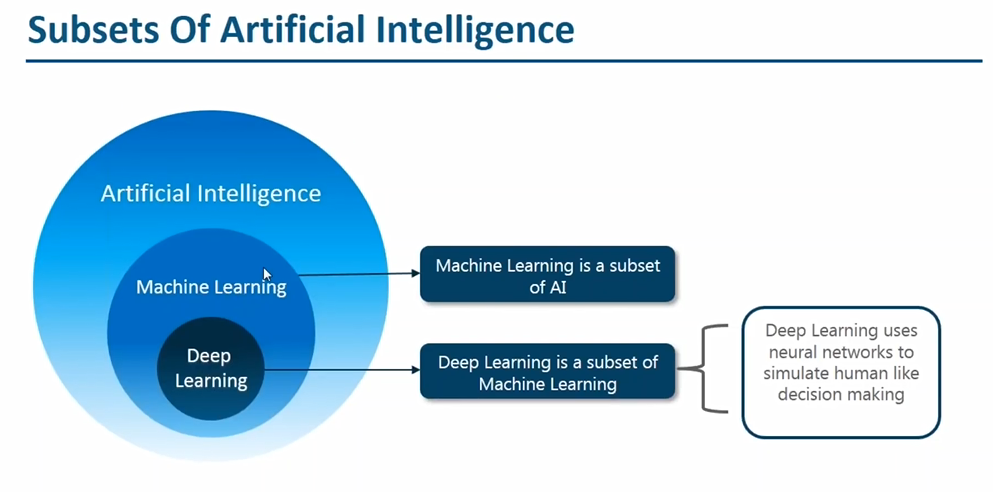 Subsets Of Artificial Intelligence
Artificial Intelligence
Machine Learning
Deep
Learning
Machine Learning is a subset
of AI
Deep Learning is a subset of
Machine Learning
Deep Learning uses
neural networks to
simulate human like
decision making